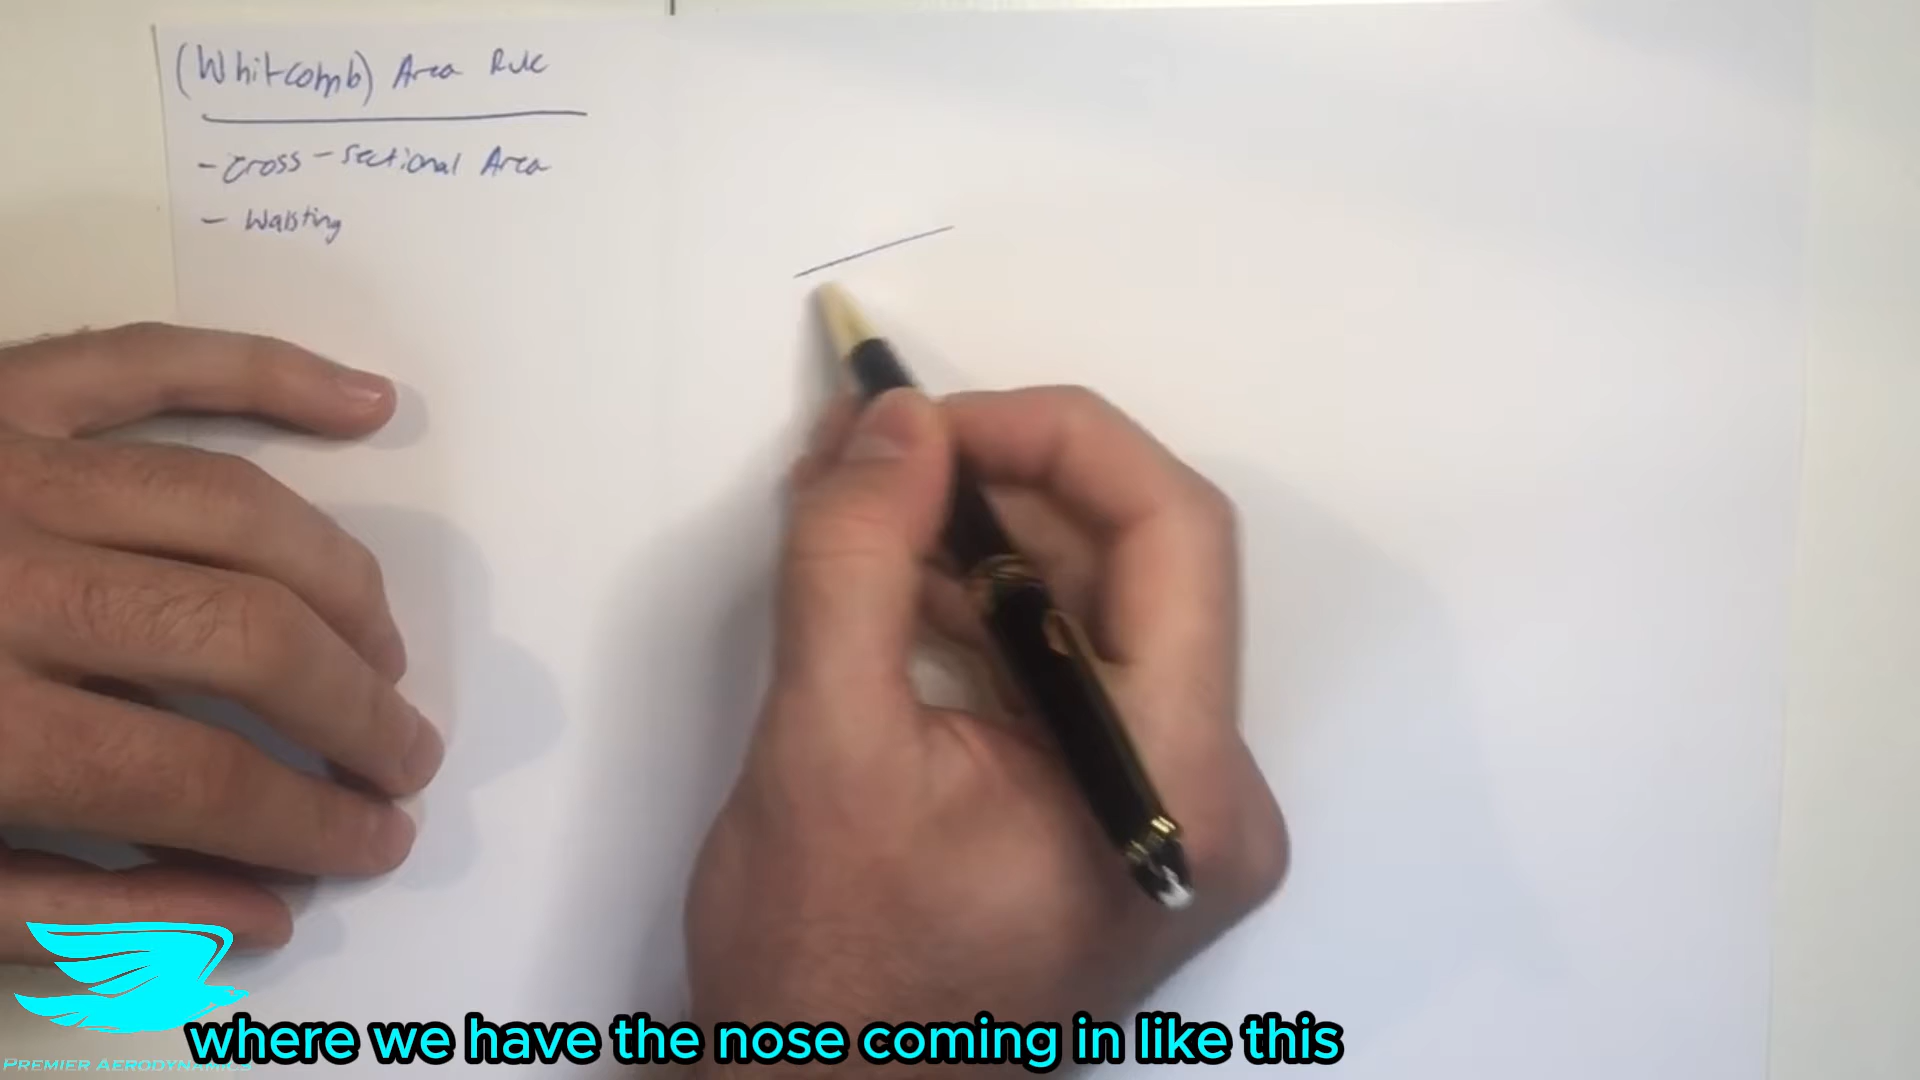 (Whitcomb) Area Rule
- Cross-sectional Area
- Waisting
where we have the nose coming in like this
PREMIER AERODYNAMICS